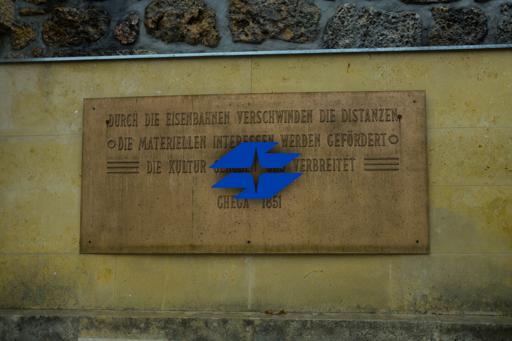 DURCH DIE EISENBAHNEN VERSCHWINDEN DIE DISTANZEN
DIE MATERIELLEN INTERESSEN WERDEN GEFÖRDERT
DIE KULTUR VERBREITET
GHEGA 1851